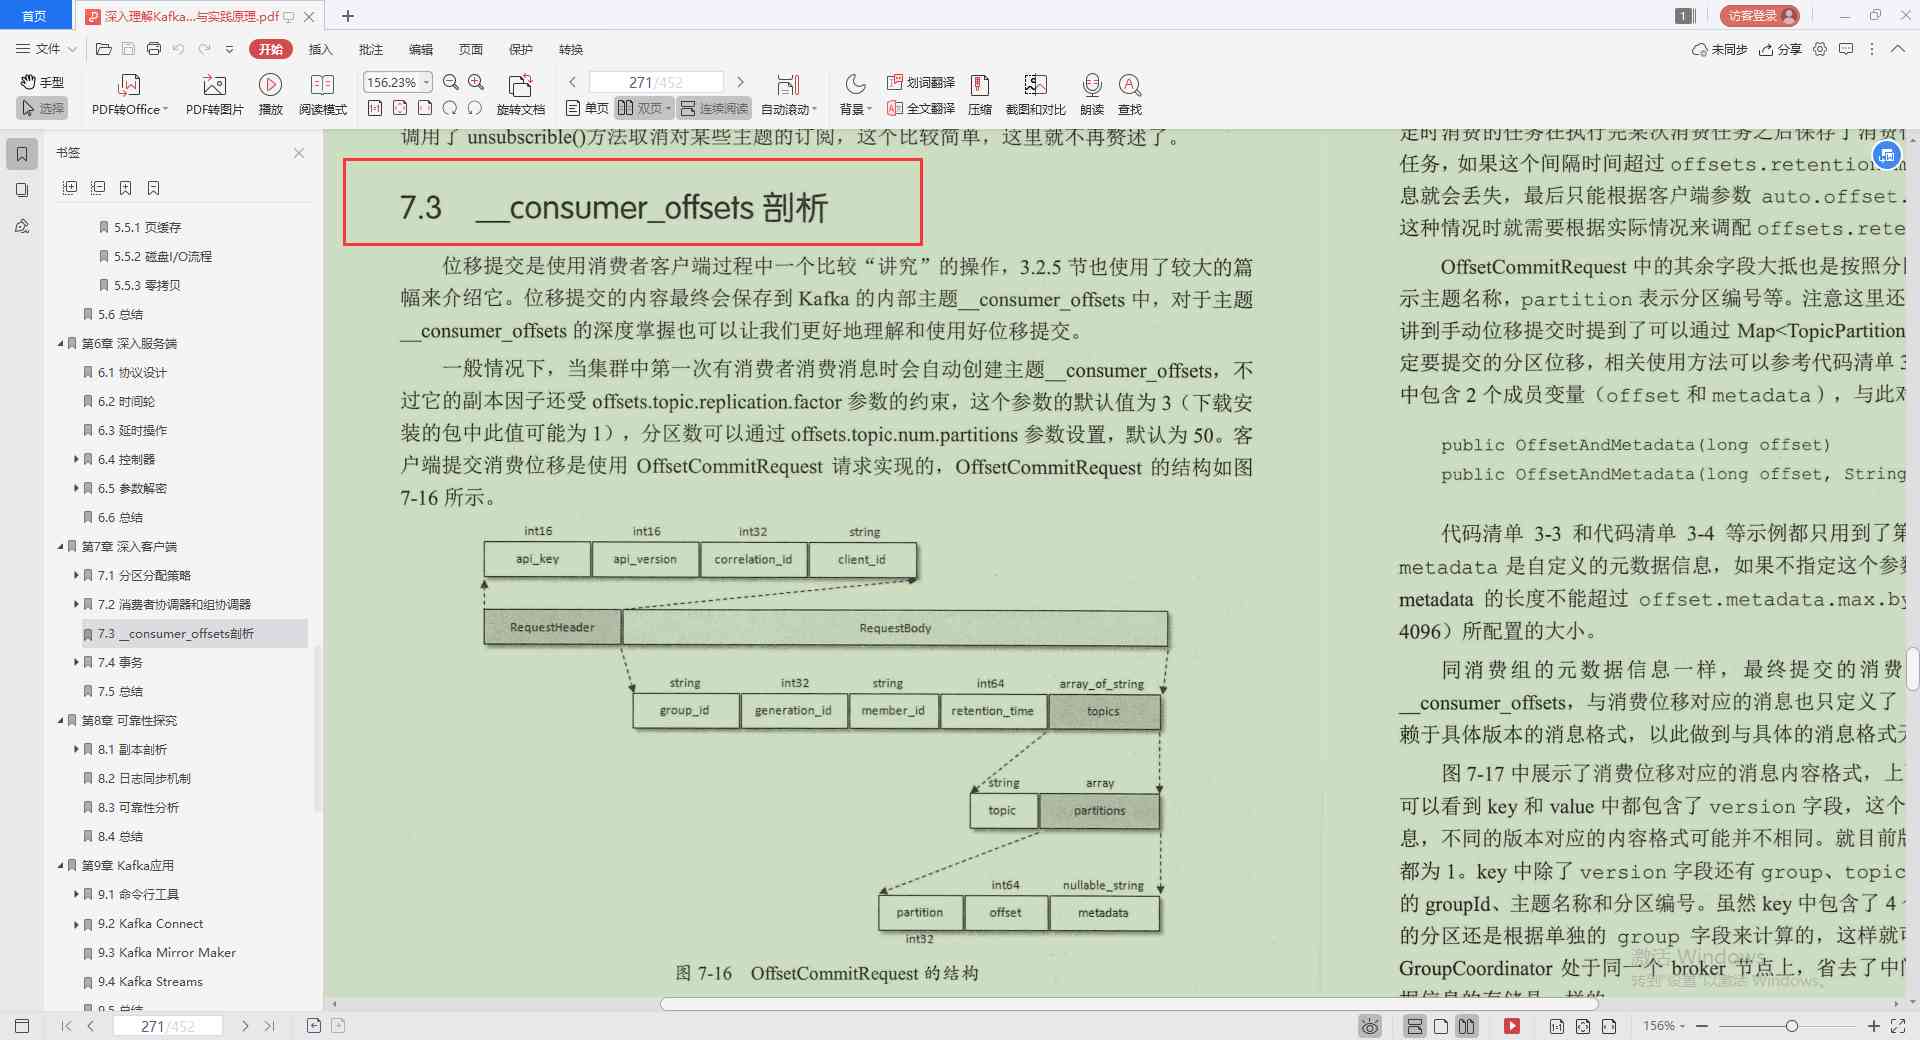 首页
深入理解Kafka...与实践原理.pdf
1
访客登录
文件
开始
插入
批注
编辑
页面
保护
转换
未同步
分享
手型
选择
PDF转Office
PDF转图片
播放
阅读模式
156.23%
旋转文档
271/452
单页
双页
连续阅读
自动滚动
背景
划词翻译
全文翻译
压缩
截图和对比
朗读
查找
书签
5.5.1 页缓存
5.5.2 磁盘I/O流程
5.5.3 零拷贝
5.6 总结
第6章 深入服务端
6.1 协议设计
6.2 时间轮
6.3 延时操作
6.4 控制器
6.5 参数解密
6.6 总结
第7章 深入客户端
7.1 分区分配策略
7.2 消费者协调器和组协调器
7.3 __consumer_offsets剖析
7.4 事务
7.5 总结
第8章 可靠性探究
8.1 副本剖析
8.2 日志同步机制
8.3 可靠性分析
8.4 总结
第9章 Kafka应用
9.1 命令行工具
9.2 Kafka Connect
9.3 Kafka Mirror Maker
9.4 Kafka Streams
9.5 总结
调用了 unsubscrible()方法取消对某些主题的订阅，这个比较简单，这里就不再赘述了。
7.3 __consumer_offsets 剖析
位移提交是使用消费者客户端过程中一个比较“讲究”的操作，3.2.5 节也使用了较大的篇
幅来介绍它。位移提交的内容最终会保存到 Kafka 的内部主题__consumer_offsets 中，对于主题
__consumer_offsets 的深度掌握也可以让我们更好地理解和使用好位移提交。
一般情况下，当集群中第一次有消费者消费消息时会自动创建主题__consumer_offsets，不
过它的副本因子还受 offsets.topic.replication.factor 参数的约束，这个参数的默认值为 3（下载安
装的包中此值可能为 1），分区数可以通过 offsets.topic.num.partitions 参数设置，默认为 50。客
户端提交消费位移是使用 OffsetCommitRequest 请求实现的，OffsetCommitRequest 的结构如图
7-16 所示。
int16 int16 int32 string
api_key api_version correlation_id client_id
RequestHeader RequestBody
string int32 string int64 array_of_string
group_id generation_id member_id retention_time topics
string array
topic partitions
int64 nullable_string
partition offset metadata
int32
图 7-16 OffsetCommitRequest 的结构
定时消费的任务在执行完某次消费任务之后保存了消费
任务，如果这个间隔时间超过 offsets.retention
息就会丢失，最后只能根据客户端参数 auto.offset.
这种情况时就需要根据实际情况来调配 offsets.rete
OffsetCommitRequest 中的其余字段大抵也是按照分
示主题名称，partition 表示分区编号等。注意这里还
讲到手动位移提交时提到了可以通过 Map<TopicPartition
定要提交的分区位移，相关使用方法可以参考代码清单 3
中包含 2 个成员变量（offset 和 metadata），与此对
public OffsetAndMetadata(long offset)
public OffsetAndMetadata(long offset, String
代码清单 3-3 和代码清单 3-4 等示例都只用到了第
metadata 是自定义的元数据信息，如果不指定这个参数
metadata 的长度不能超过 offset.metadata.max.by
4096）所配置的大小。
同消费组的元数据信息一样，最终提交的消费
__consumer_offsets，与消费位移对应的消息也只定义了
赖于具体版本的消息格式，以此做到与具体的消息格式无
图 7-17 中展示了消费位移对应的消息内容格式，上
可以看到 key 和 value 中都包含了 version 字段，这个
息，不同的版本对应的内容格式可能并不相同。就目前版
都为 1。key 中除了 version 字段还有 group、topic
的 groupId、主题名称和分区编号。虽然 key 中包含了 4
的分区还是根据单独的 group 字段来计算的，这样就可
GroupCoordinator 处于同一个 broker 节点上，省去了中间
激活 Windows
转到“设置”以激活 Windows。
271/452
156%